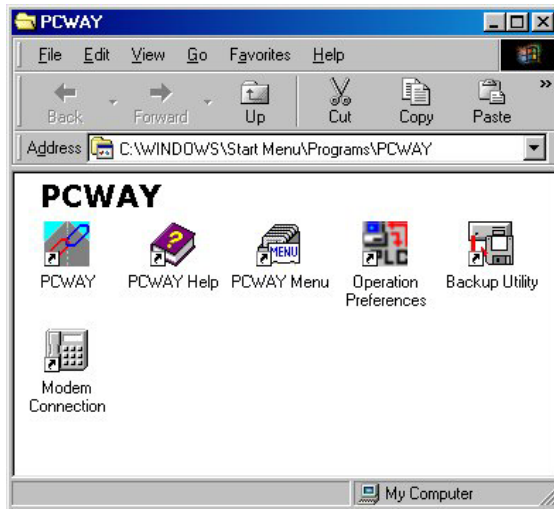 PCWAY
File Edit View Go Favorites Help
Back Forward Up Cut Copy Paste »
Address C:\WINDOWS\Start Menu\Programs\PCWAY
PCWAY
MENU PLC
PCWAY PCWAY Help PCWAY Menu Operation Preferences Backup Utility
Modem Connection
My Computer